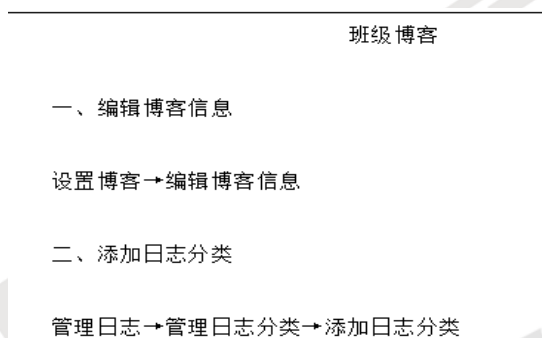 班级博客
一、编辑博客信息
设置博客→编辑博客信息
二、添加日志分类
管理日志→管理日志分类→添加日志分类